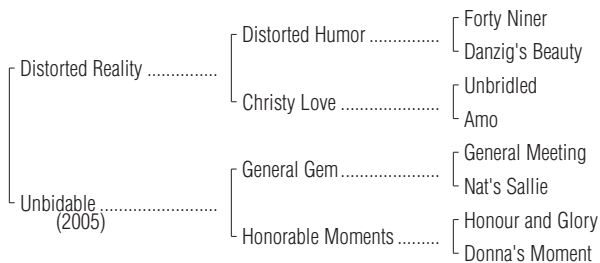 Forty Niner
Distorted Humor ...............
Danzig's Beauty
Distorted Reality ...............
Unbridled
Christy Love .....................
Amo
General Meeting
General Gem .....................
Nat's Sallie
Unbidable .........................
(2005)
Honour and Glory
Honorable Moments .........
Donna's Moment